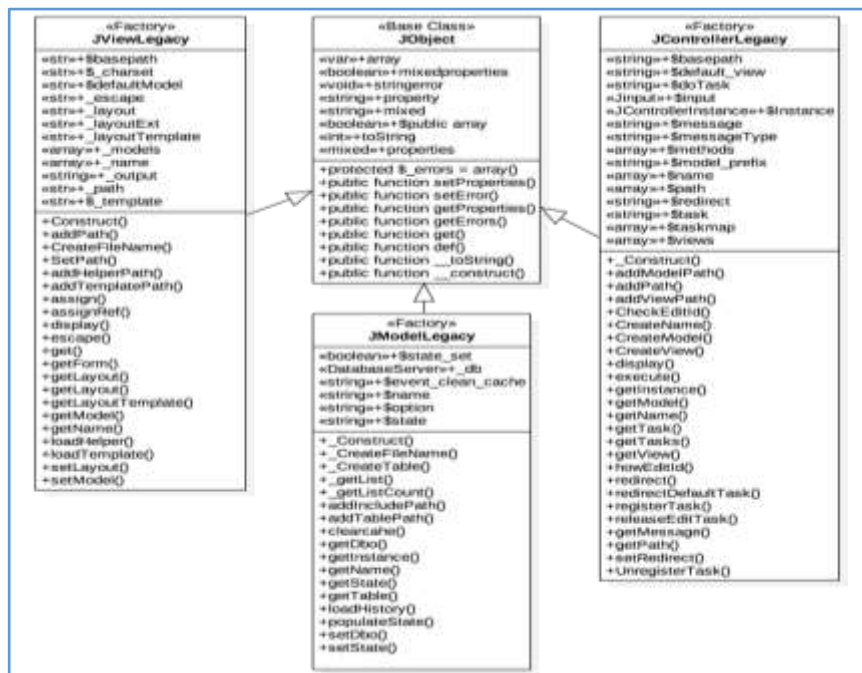 «Factory»
JViewLegacy
«str»+$basepath
«str»+$_charset
«str»+$defaultModel
«str»+_escape
«str»+_layout
«str»+_layoutExt
«str»+_layoutTemplate
«array»+_models
«array»+_name
«string»+_output
«str»+_path
«str»+$_template
+Construct()
+addPath()
+CreateFileName()
+SetPath()
+addHelperPath()
+addTemplatePath()
+assign()
+assignRef()
+display()
+escape()
+get()
+getForm()
+getLayout()
+getLayout()
+getLayoutTemplate()
+getModel()
+getName()
+loadHelper()
+loadTemplate()
+setLayout()
+setModel()
«Base Class»
JObject
«var»+array
«boolean»+mixedproperties
«void»+stringerror
«string»+property
«string»+mixed
«boolean»+$public array
«int»+toString
«mixed»+properties
+protected $_errors = array()
+public function setProperties()
+public function setError()
+public function getProperties()
+public function getErrors()
+public function get()
+public function def()
+public function __toString()
+public function __construct()
«Factory»
JModelLegacy
«boolean»+$state_set
«DatabaseServer»+_db
«string»+$event_clean_cache
«string»+$name
«string»+$option
«string»+$state
+_Construct()
+_CreateFileName()
+_CreateTable()
+_getList()
+_getListCount()
+addIncludePath()
+addTablePath()
+clearcahe()
+getDbo()
+getInstance()
+getName()
+getState()
+getTable()
+loadHistory()
+populateState()
+setDbo()
+setState()
«Factory»
JControllerLegacy
«string»+$basepath
«string»+$default_view
«string»+$doTask
«Jinput»+$input
«JControllerInstance»+$Instance
«string»+$message
«string»+$messageType
«array»+$methods
«string»+$model_prefix
«array»+$name
«array»+$path
«string»+$redirect
«string»+$task
«array»+$taskmap
«array»+$views
+_Construct()
+addModelPath()
+addPath()
+addViewPath()
+CheckEditId()
+CreateName()
+CreateModel()
+CreateView()
+display()
+execute()
+getInstance()
+getModel()
+getName()
+getTask()
+getTasks()
+getView()
+howEditId()
+redirect()
+redirectDefaultTask()
+registerTask()
+releaseEditTask()
+getMessage()
+getPath()
+setRedirect()
+UnregisterTask()